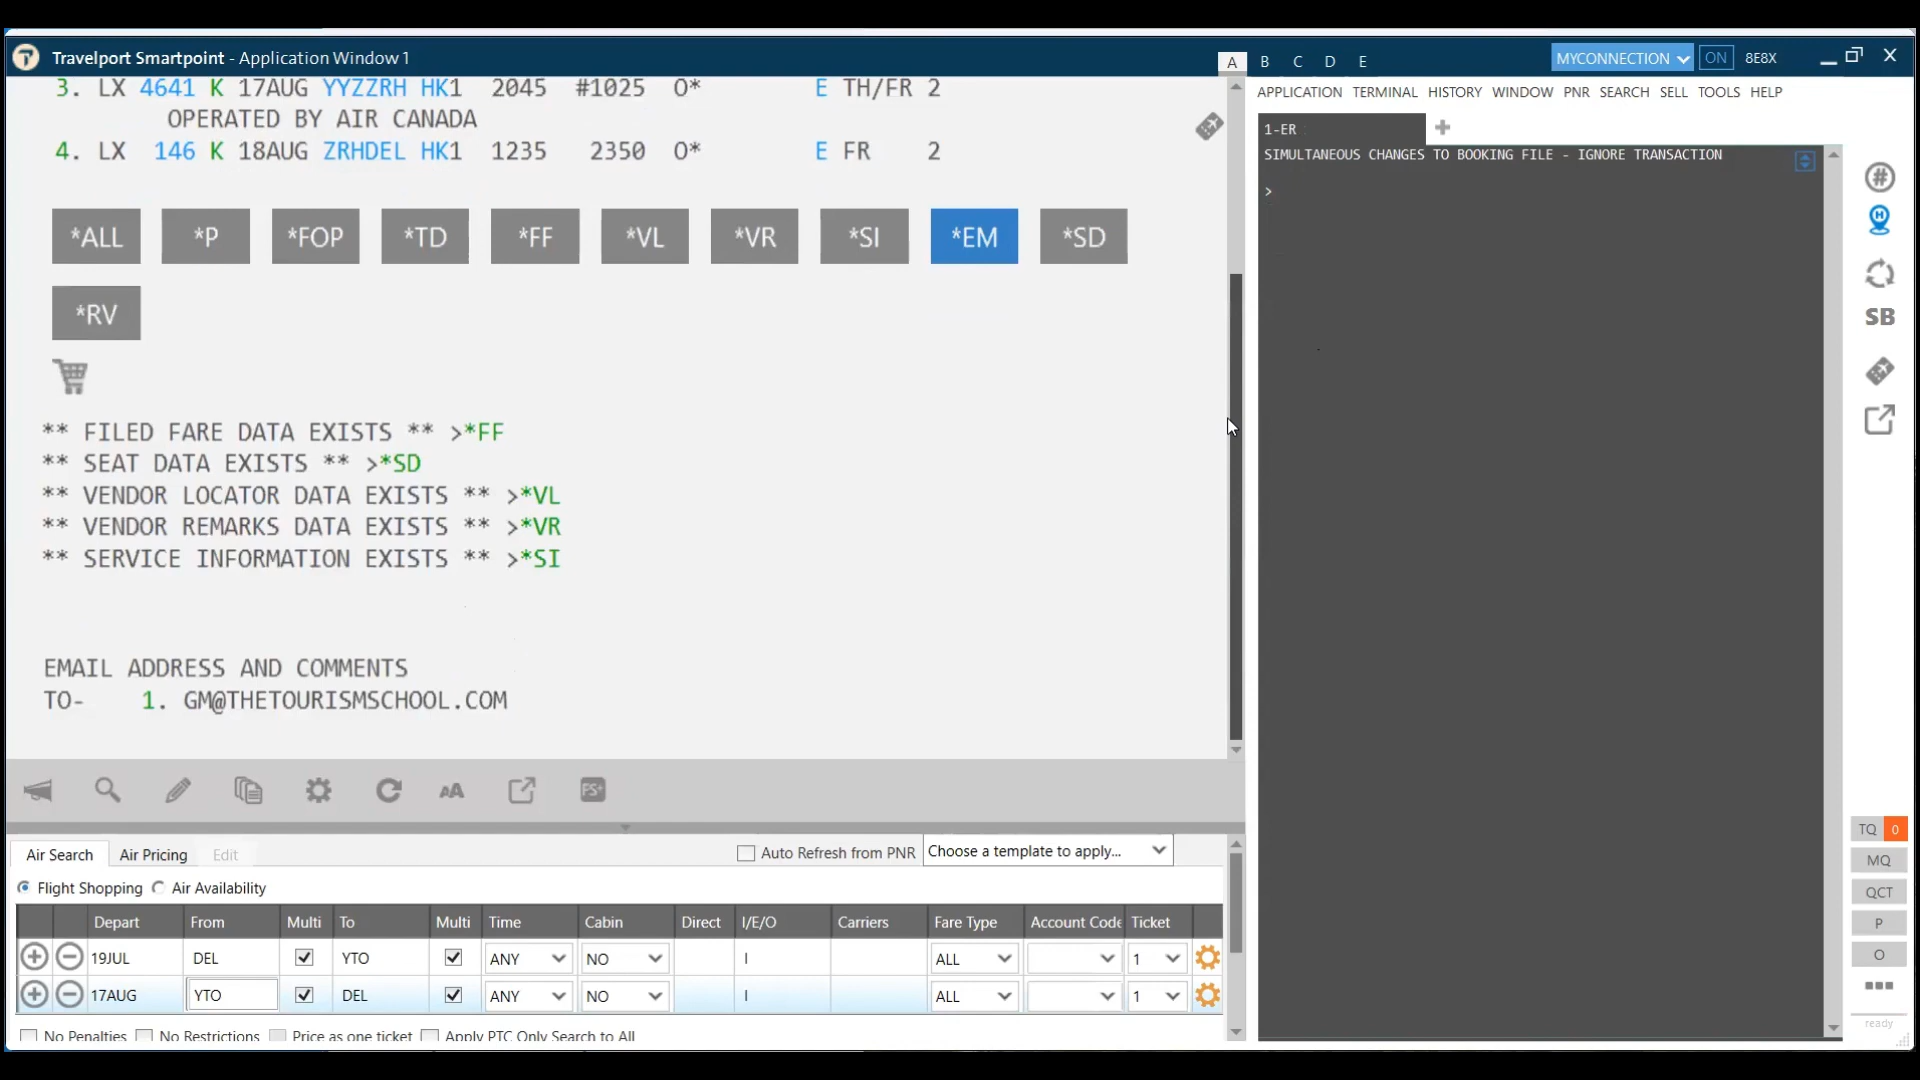 Travelport Smartpoint - Application Window 1
A B C D E
MYCONNECTION ON 8E8X
3. LX 4641 K 17AUG YYZZRH HK1 2045 #1025 O* E TH/FR 2
OPERATED BY AIR CANADA
4. LX 146 K 18AUG ZRHDEL HK1 1235 2350 O* E FR 2
*ALL *P *FOP *TD *FF *VL *VR *SI *EM *SD
*RV
** FILED FARE DATA EXISTS ** >*FF
** SEAT DATA EXISTS ** >*SD
** VENDOR LOCATOR DATA EXISTS ** >*VL
** VENDOR REMARKS DATA EXISTS ** >*VR
** SERVICE INFORMATION EXISTS ** >*SI
EMAIL ADDRESS AND COMMENTS
TO- 1. GM@THETOURISMSCHOOL.COM
APPLICATION TERMINAL HISTORY WINDOW PNR SEARCH SELL TOOLS HELP
1-ER
SIMULTANEOUS CHANGES TO BOOKING FILE - IGNORE TRANSACTION
>
#
H
SB
AA
FS+
Air Search Air Pricing Edit
Auto Refresh from PNR Choose a template to apply...
Flight Shopping Air Availability
Depart From Multi To Multi Time Cabin Direct I/E/O Carriers Fare Type Account Code Ticket
19JUL DEL YTO ANY NO I ALL 1
17AUG YTO DEL ANY NO I ALL 1
No Penalties No Restrictions Price as one ticket Apply PTC Only Search to All
TQ 0
MQ
QCT
P
O
ready